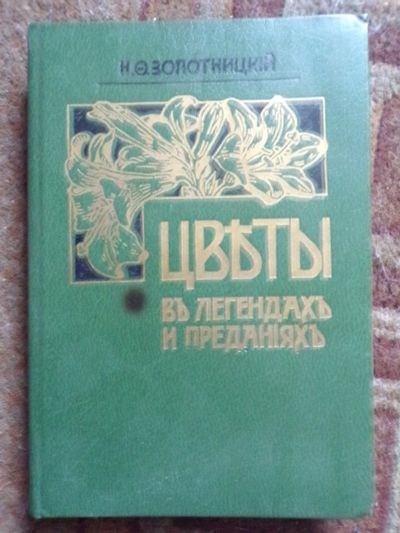 Н.Ѳ.ЗОЛОТНИЦКІЙ
ЦВѢТЫ
ВЪ ЛЕГЕНДАХЪ
И ПРЕДАНІЯХЪ